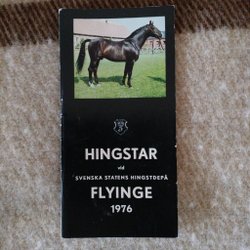 HINGSTAR
vid
SVENSKA STATENS HINGSTDEPÅ
FLYINGE
1976